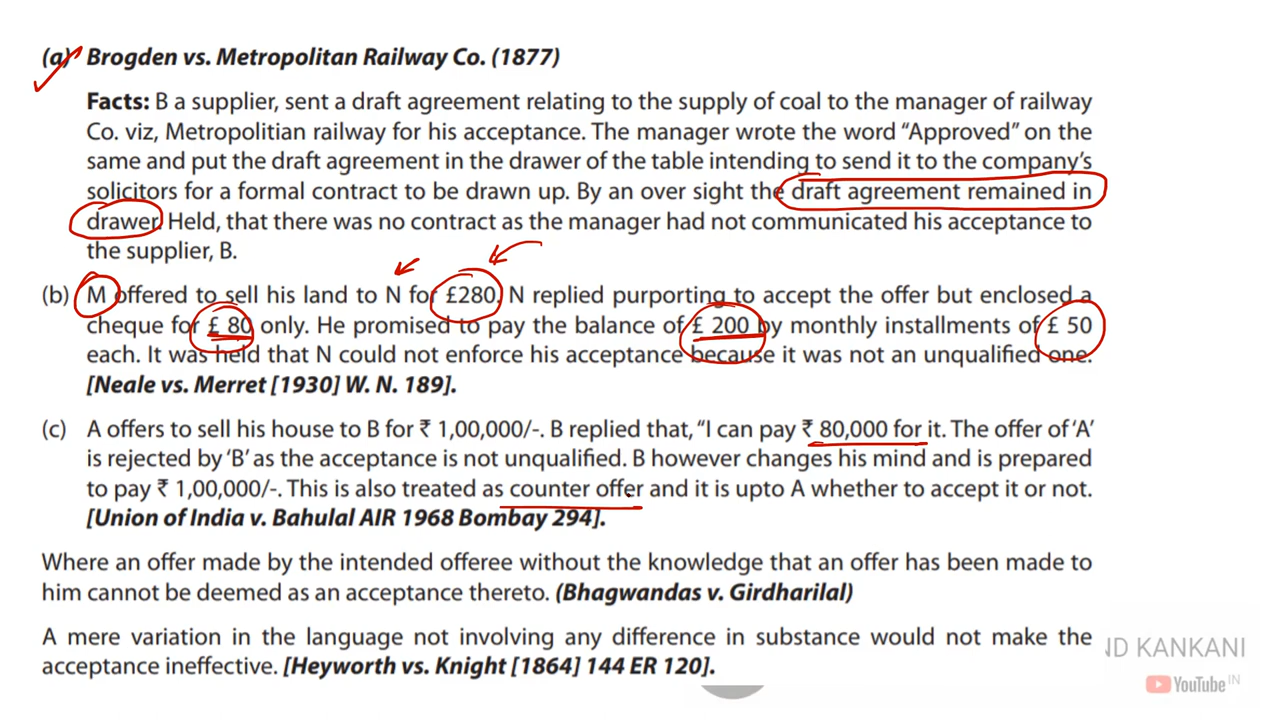 (a) Brogden vs. Metropolitan Railway Co. (1877)
Facts: B a supplier, sent a draft agreement relating to the supply of coal to the manager of railway
Co. viz, Metropolitian railway for his acceptance. The manager wrote the word “Approved” on the
same and put the draft agreement in the drawer of the table intending to send it to the company’s
solicitors for a formal contract to be drawn up. By an over sight the draft agreement remained in
drawer. Held, that there was no contract as the manager had not communicated his acceptance to
the supplier, B.
(b) M offered to sell his land to N for £280. N replied purporting to accept the offer but enclosed a
cheque for £ 80 only. He promised to pay the balance of £ 200 by monthly installments of £ 50
each. It was held that N could not enforce his acceptance because it was not an unqualified one.
[Neale vs. Merret [1930] W. N. 189].
(c) A offers to sell his house to B for ₹ 1,00,000/-. B replied that, “I can pay ₹ 80,000 for it. The offer of ‘A’
is rejected by ‘B’ as the acceptance is not unqualified. B however changes his mind and is prepared
to pay ₹ 1,00,000/-. This is also treated as counter offer and it is upto A whether to accept it or not.
[Union of India v. Bahulal AIR 1968 Bombay 294].
Where an offer made by the intended offeree without the knowledge that an offer has been made to
him cannot be deemed as an acceptance thereto. (Bhagwandas v. Girdharilal)
A mere variation in the language not involving any difference in substance would not make the
acceptance ineffective. [Heyworth vs. Knight [1864] 144 ER 120].
ND KANKANI
YouTube IN